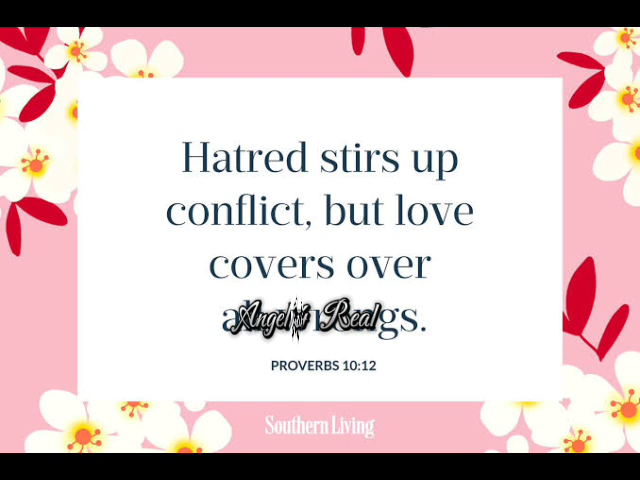 Hatred stirs up
conflict, but love
covers over
Angel Real
PROVERBS 10:12
Southern Living